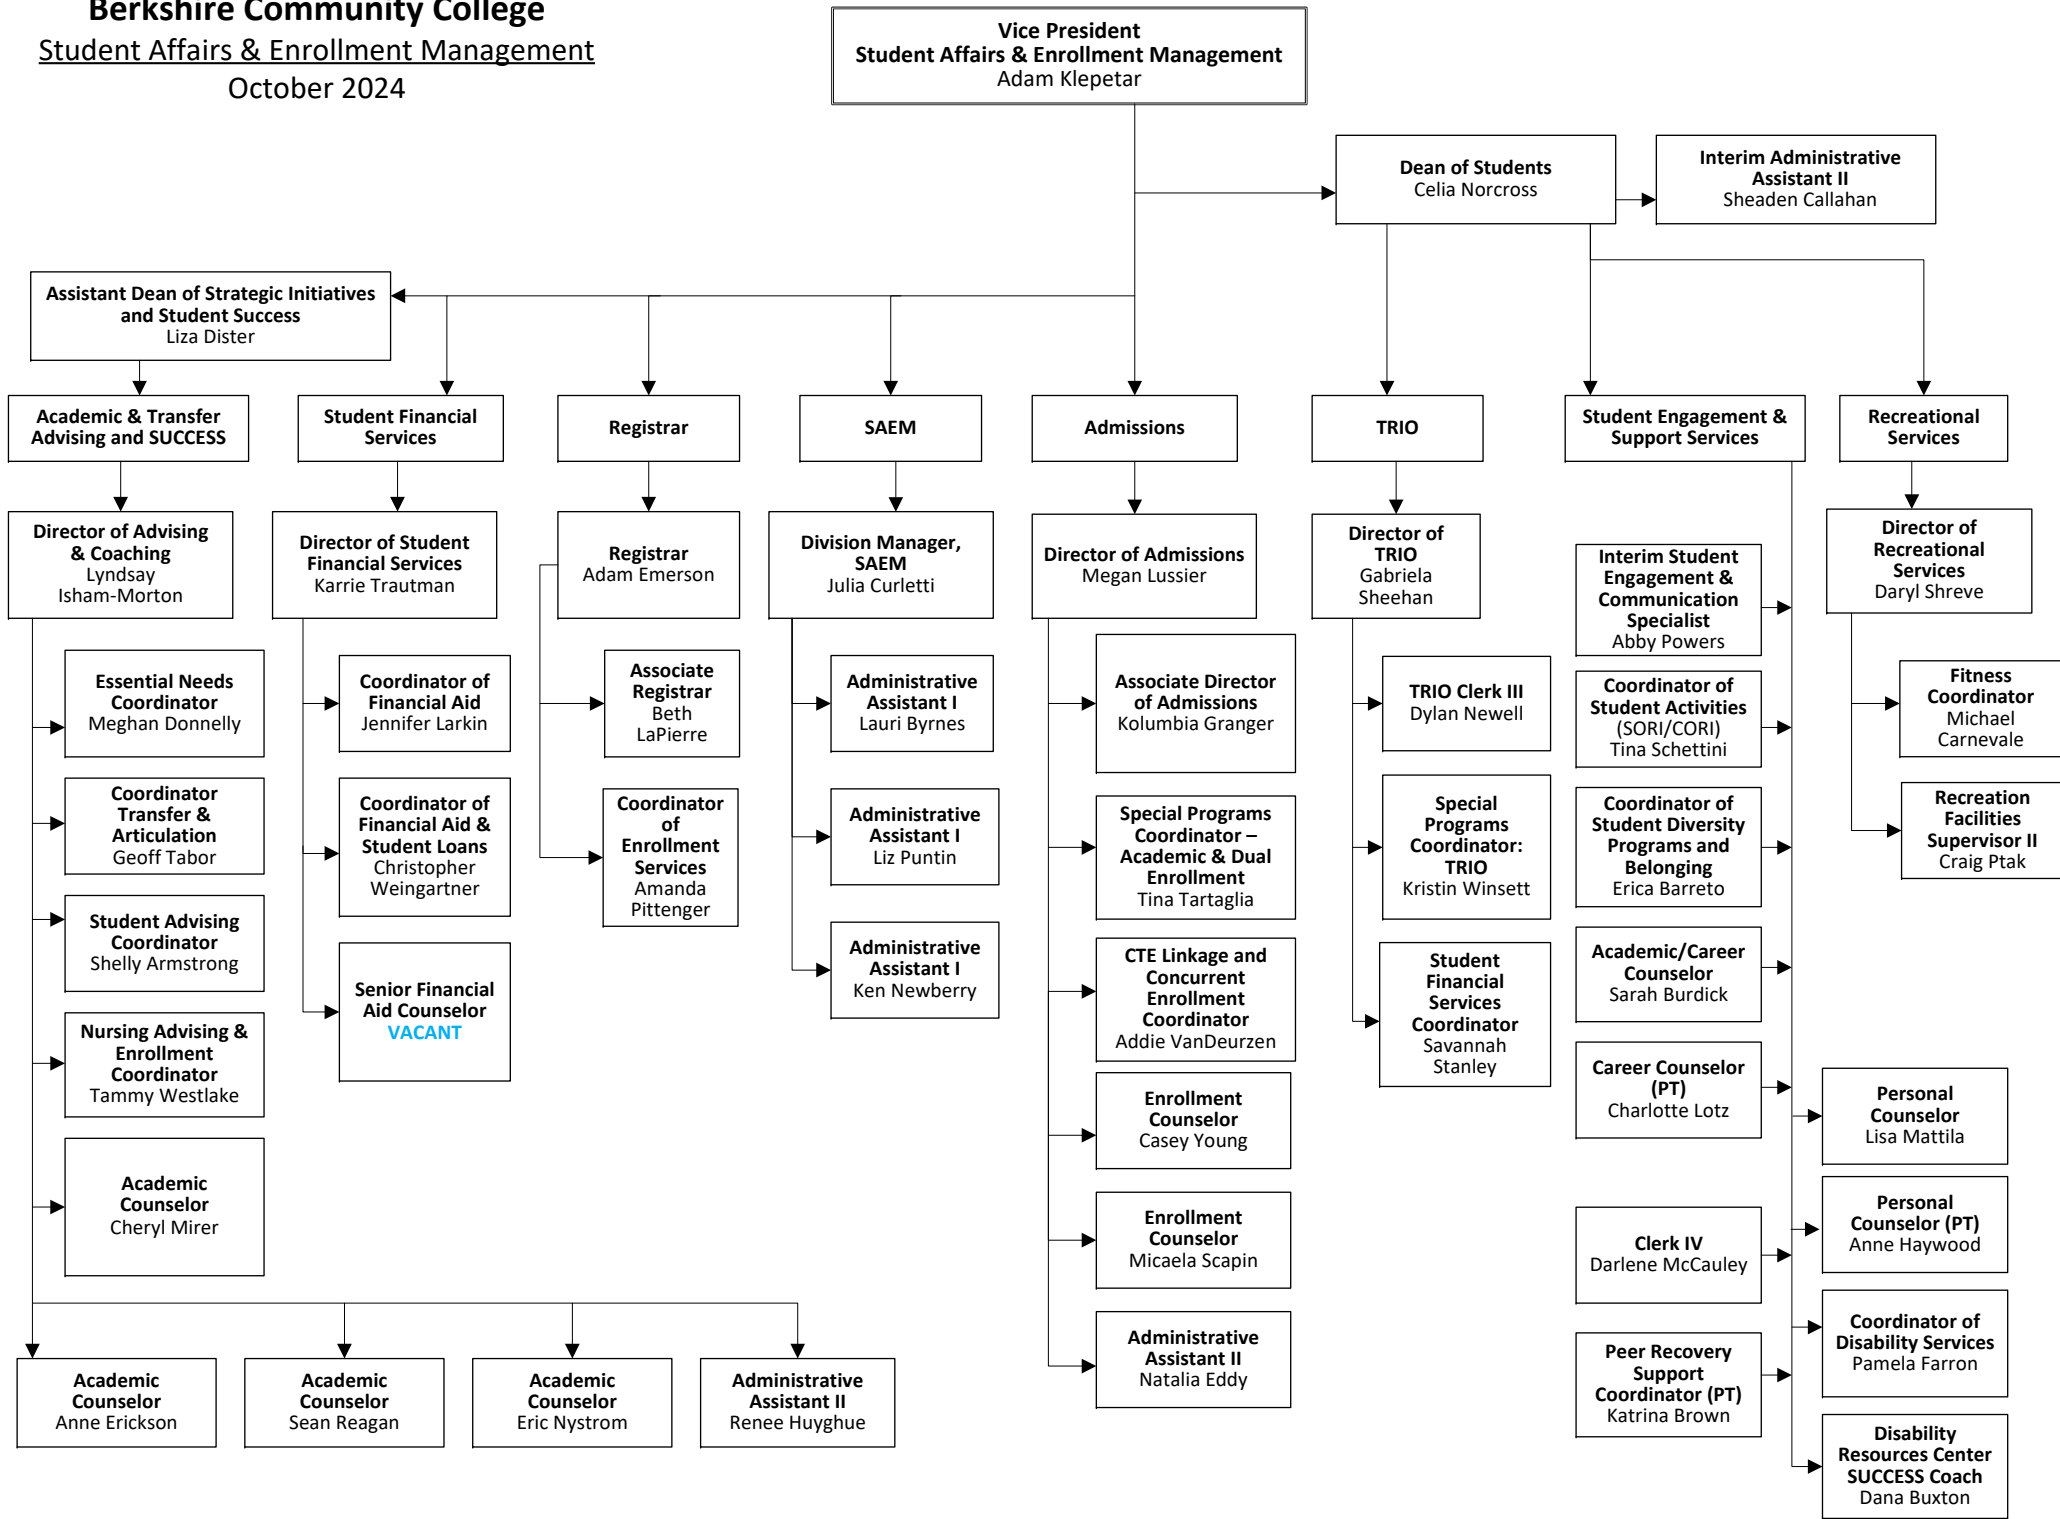 Berkshire Community College
Student Affairs & Enrollment Management
October 2024
Vice President
Student Affairs & Enrollment Management
Adam Klepetar
Dean of Students
Celia Norcross
Interim Administrative
Assistant II
Sheaden Callahan
Assistant Dean of Strategic Initiatives
and Student Success
Liza Dister
Academic & Transfer
Advising and SUCCESS
Student Financial
Services
Registrar
SAEM
Admissions
TRIO
Student Engagement &
Support Services
Recreational
Services
Director of Advising
& Coaching
Lyndsay
Isham-Morton
Essential Needs
Coordinator
Meghan Donnelly
Coordinator
Transfer &
Articulation
Geoff Tabor
Student Advising
Coordinator
Shelly Armstrong
Nursing Advising &
Enrollment
Coordinator
Tammy Westlake
Academic
Counselor
Cheryl Mirer
Academic
Counselor
Anne Erickson
Academic
Counselor
Sean Reagan
Academic
Counselor
Eric Nystrom
Administrative
Assistant II
Renee Huyghue
Director of Student
Financial Services
Karrie Trautman
Coordinator of
Financial Aid
Jennifer Larkin
Coordinator of
Financial Aid &
Student Loans
Christopher
Weingartner
Senior Financial
Aid Counselor
VACANT
Registrar
Adam Emerson
Associate
Registrar
Beth
LaPierre
Coordinator
of
Enrollment
Services
Amanda
Pittenger
Division Manager,
SAEM
Julia Curletti
Administrative
Assistant I
Lauri Byrnes
Administrative
Assistant I
Liz Puntin
Administrative
Assistant I
Ken Newberry
Director of Admissions
Megan Lussier
Associate Director
of Admissions
Kolumbia Granger
Special Programs
Coordinator –
Academic & Dual
Enrollment
Tina Tartaglia
CTE Linkage and
Concurrent
Enrollment
Coordinator
Addie VanDeurzen
Enrollment
Counselor
Casey Young
Enrollment
Counselor
Micaela Scapin
Administrative
Assistant II
Natalia Eddy
Director of
TRIO
Gabriela
Sheehan
TRIO Clerk III
Dylan Newell
Special
Programs
Coordinator:
TRIO
Kristin Winsett
Student
Financial
Services
Coordinator
Savannah
Stanley
Interim Student
Engagement &
Communication
Specialist
Abby Powers
Coordinator of
Student Activities
(SORI/CORI)
Tina Schettini
Coordinator of
Student Diversity
Programs and
Belonging
Erica Barreto
Academic/Career
Counselor
Sarah Burdick
Career Counselor
(PT)
Charlotte Lotz
Clerk IV
Darlene McCauley
Peer Recovery
Support
Coordinator (PT)
Katrina Brown
Personal
Counselor
Lisa Mattila
Personal
Counselor (PT)
Anne Haywood
Coordinator of
Disability Services
Pamela Farron
Disability
Resources Center
SUCCESS Coach
Dana Buxton
Director of
Recreational
Services
Daryl Shreve
Fitness
Coordinator
Michael
Carnevale
Recreation
Facilities
Supervisor II
Craig Ptak